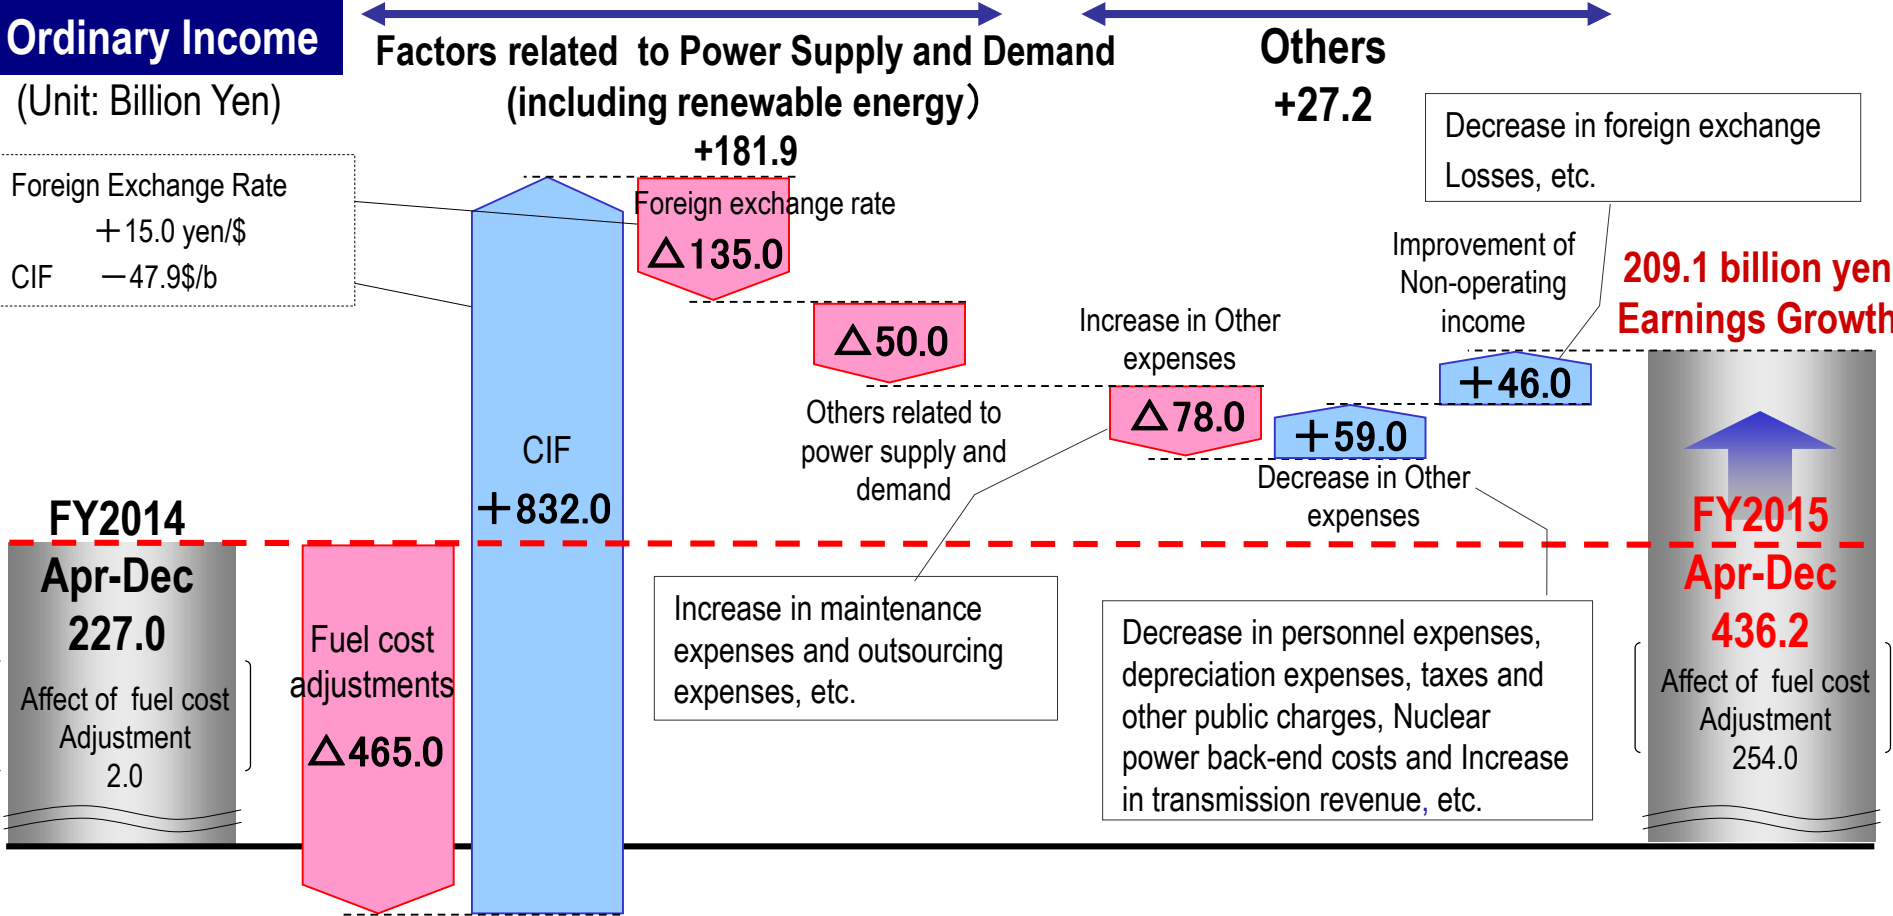 Ordinary Income
(Unit: Billion Yen)
Factors related  to Power Supply and Demand
(including renewable energy）
+181.9
Others
+27.2
Foreign Exchange Rate
＋15.0 yen/$
CIF －47.9$/b
Decrease in foreign exchange
Losses, etc.
FY2014
Apr-Dec
227.0
Affect of  fuel cost
Adjustment
2.0
Fuel cost
adjustments
△465.0
CIF
＋832.0
Foreign exchange rate
△135.0
△50.0
Others related to
power supply and
demand
Increase in Other
expenses
△78.0
＋59.0
Decrease in Other
expenses
Improvement of
Non-operating
income
＋46.0
209.1 billion yen
Earnings Growth
FY2015
Apr-Dec
436.2
Affect of  fuel cost
Adjustment
254.0
Increase in maintenance
expenses and outsourcing
expenses, etc.
Decrease in personnel expenses,
depreciation expenses, taxes and
other public charges, Nuclear
power back-end costs and Increase
in transmission revenue, etc.